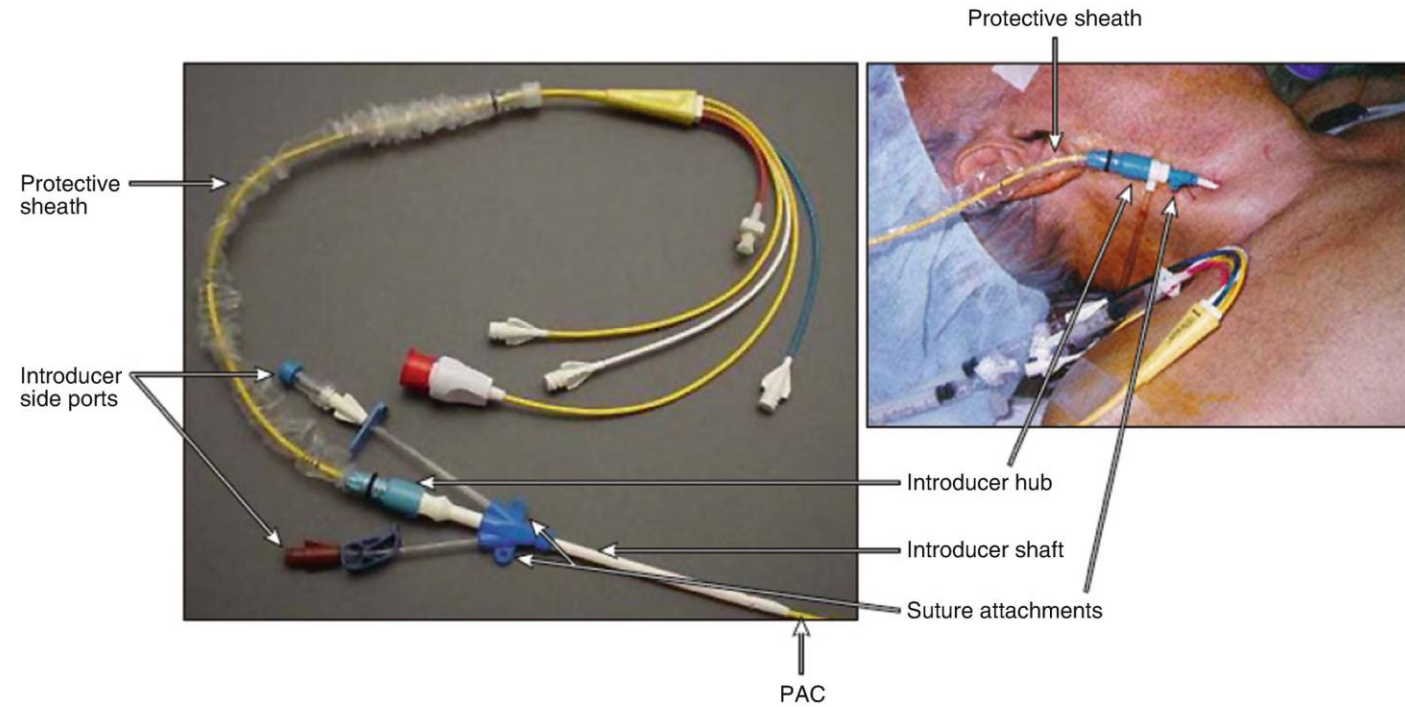 Protective sheath
Protective
sheath
Introducer
side ports
Introducer hub
Introducer shaft
Suture attachments
PAC